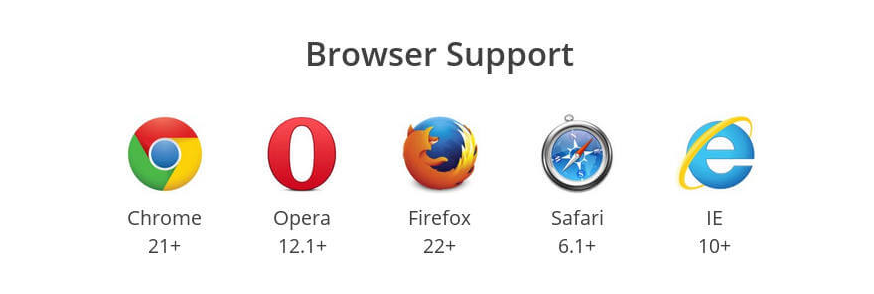 Browser Support
Chrome Opera Firefox Safari IE
21+ 12.1+ 22+ 6.1+ 10+